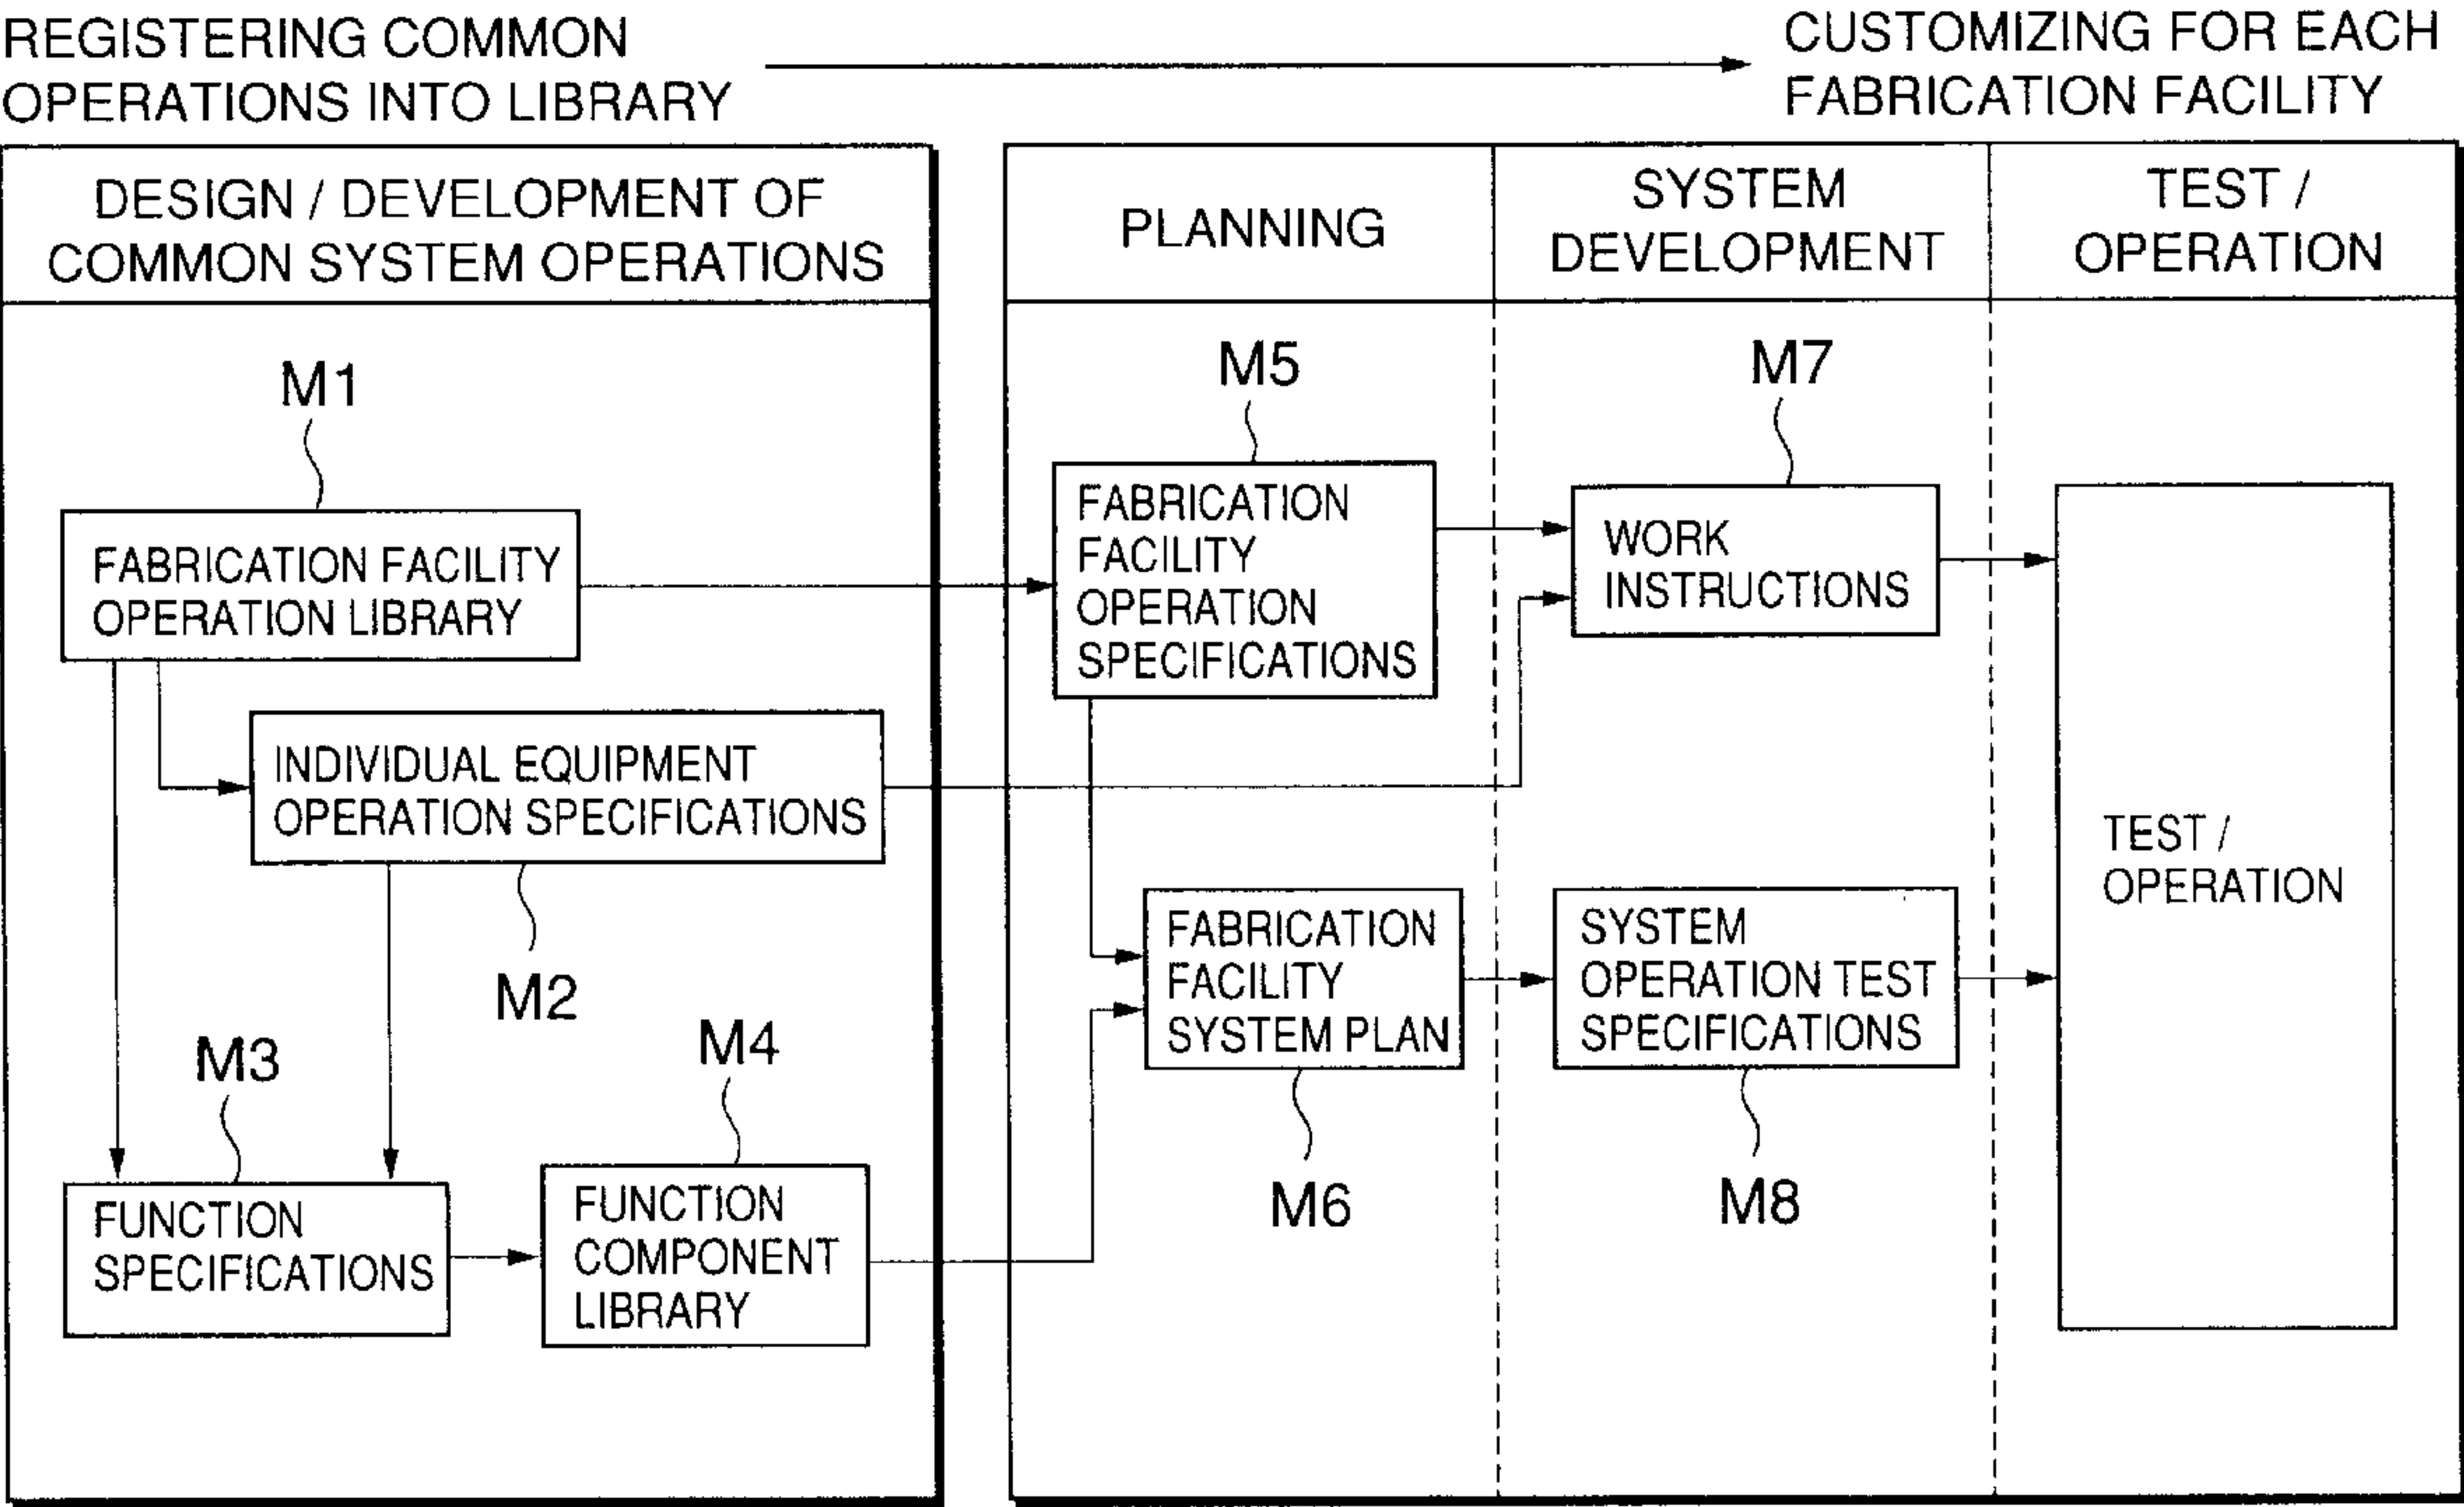 REGISTERING COMMON
OPERATIONS INTO LIBRARY
CUSTOMIZING FOR EACH
FABRICATION FACILITY
DESIGN / DEVELOPMENT OF
COMMON SYSTEM OPERATIONS
PLANNING
SYSTEM
DEVELOPMENT
TEST /
OPERATION
M1
FABRICATION FACILITY
OPERATION LIBRARY
INDIVIDUAL EQUIPMENT
OPERATION SPECIFICATIONS
M2
M3
FUNCTION
SPECIFICATIONS
M4
FUNCTION
COMPONENT
LIBRARY
M5
FABRICATION
FACILITY
OPERATION
SPECIFICATIONS
FABRICATION
FACILITY
SYSTEM PLAN
M6
M7
WORK
INSTRUCTIONS
SYSTEM
OPERATION TEST
SPECIFICATIONS
M8
TEST /
OPERATION